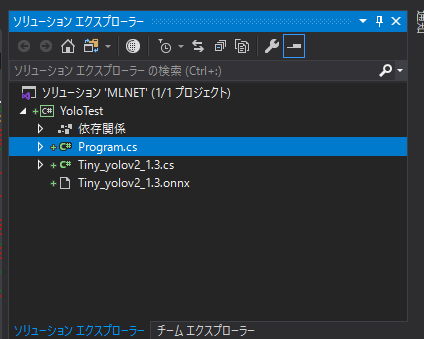 ソリューション エクスプローラー
ソリューション エクスプローラー の検索 (Ctrl+;)
ソリューション 'MLNET' (1/1 プロジェクト)
YoloTest
依存関係
Program.cs
Tiny_yolov2_1.3.cs
Tiny_yolov2_1.3.onnx
ソリューション エクスプローラー チーム エクスプローラー